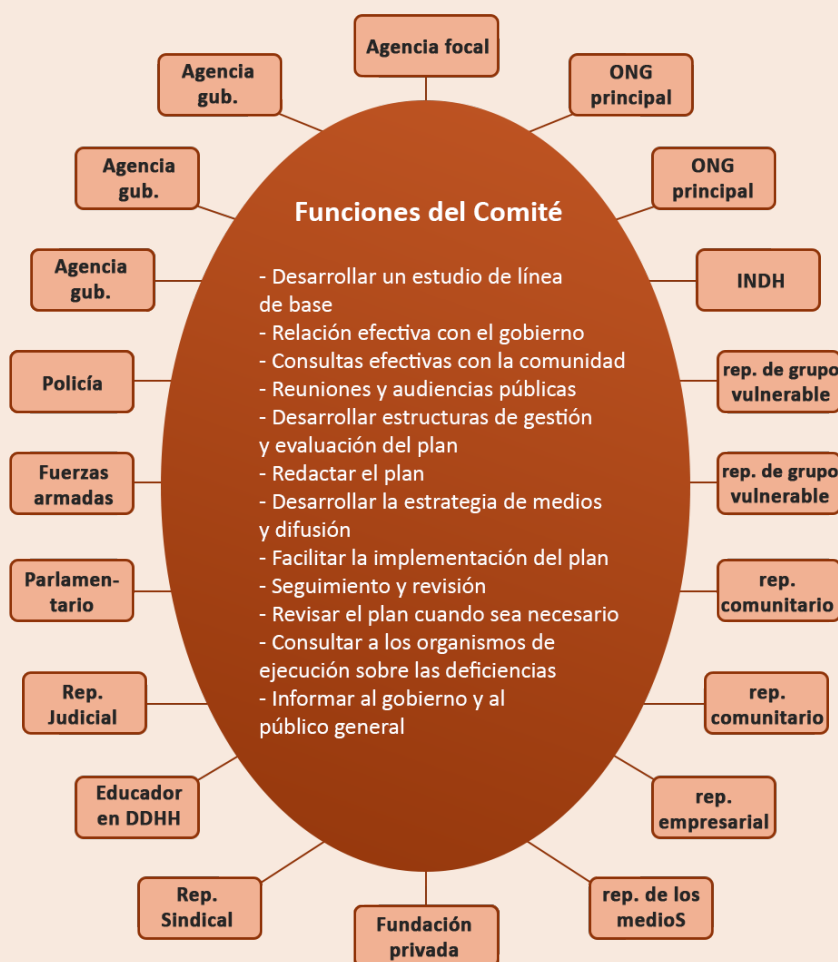 Agencia focal
Agencia
gub.
ONG
principal
Agencia
gub.
ONG
principal
Agencia
gub.
INDH
Policía
rep. de grupo
vulnerable
Fuerzas
armadas
rep. de grupo
vulnerable
Parlamen-
tario
rep.
comunitario
Rep.
Judicial
rep.
comunitario
Educador
en DDHH
rep.
empresarial
Rep.
Sindical
rep. de los
medioS
Fundación
privada
Funciones del Comité
- Desarrollar un estudio de línea
de base
- Relación efectiva con el gobierno
- Consultas efectivas con la comunidad
- Reuniones y audiencias públicas
- Desarrollar estructuras de gestión
y evaluación del plan
- Redactar el plan
- Desarrollar la estrategia de medios
y difusión
- Facilitar la implementación del plan
- Seguimiento y revisión
- Revisar el plan cuando sea necesario
- Consultar a los organismos de
ejecución sobre las deficiencias
- Informar al gobierno y al
público general